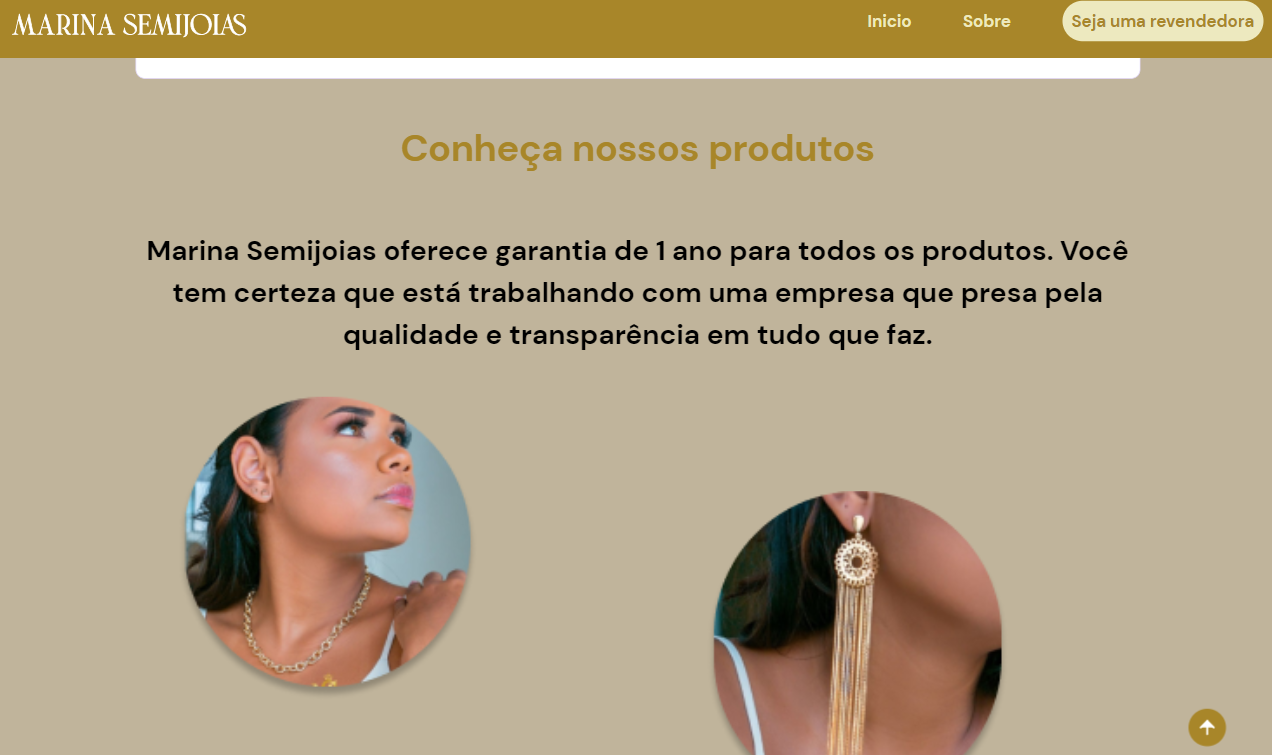 MARINA SEMIJOIAS
Inicio
Sobre
Seja uma revendedora
Conheça nossos produtos
Marina Semijoias oferece garantia de 1 ano para todos os produtos. Você
tem certeza que está trabalhando com uma empresa que presa pela
qualidade e transparência em tudo que faz.